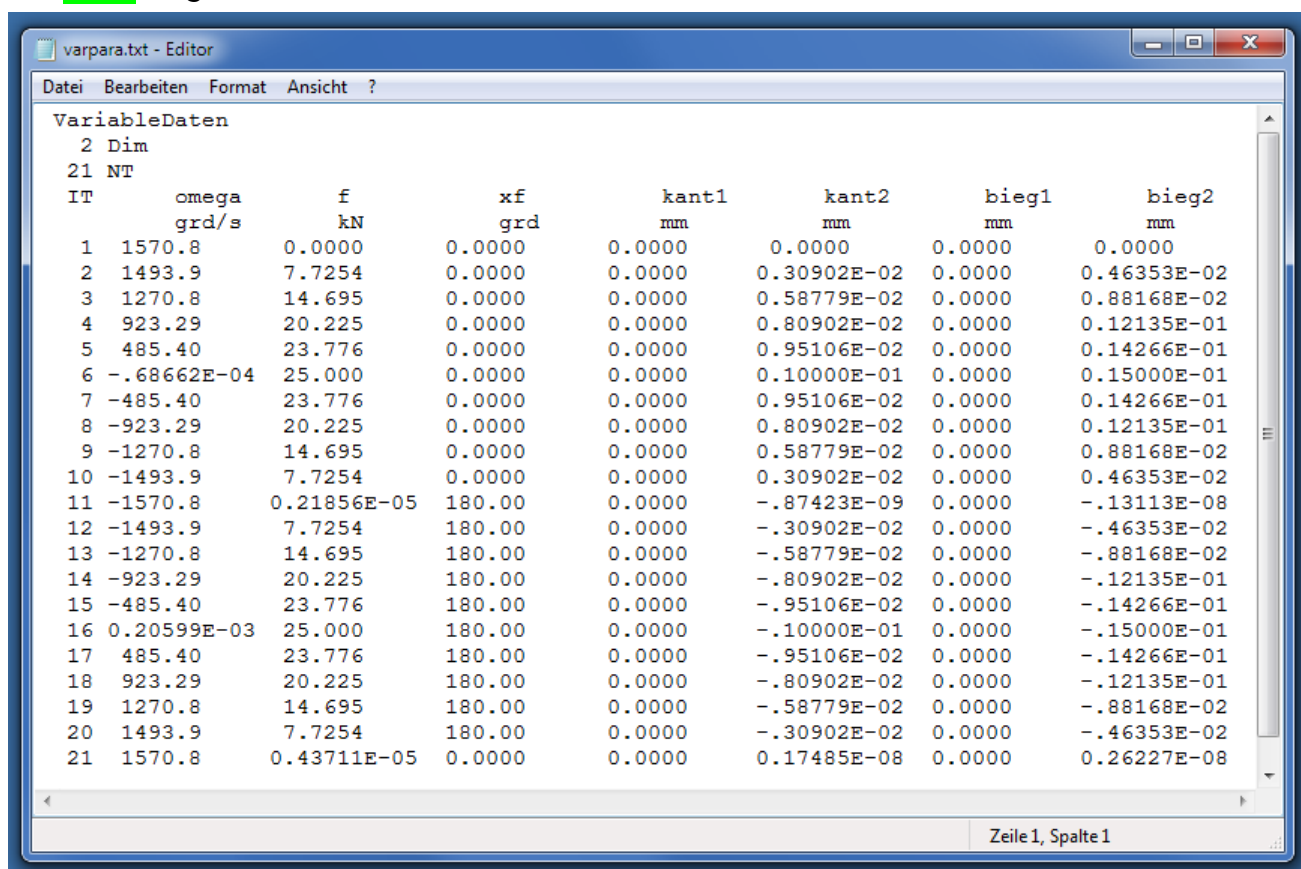 varpara.txt - Editor
Datei Bearbeiten Format Ansicht ?
VariableDaten
2 Dim
21 NT
IT omega f xf kant1 kant2 bieg1 bieg2
grd/s kN grd mm mm mm mm
1 1570.8 0.0000 0.0000 0.0000 0.0000 0.0000 0.0000
2 1493.9 7.7254 0.0000 0.0000 0.30902E-02 0.0000 0.46353E-02
3 1270.8 14.695 0.0000 0.0000 0.58779E-02 0.0000 0.88168E-02
4 923.29 20.225 0.0000 0.0000 0.80902E-02 0.0000 0.12135E-01
5 485.40 23.776 0.0000 0.0000 0.95106E-02 0.0000 0.14266E-01
6 -.68662E-04 25.000 0.0000 0.0000 0.10000E-01 0.0000 0.15000E-01
7 -485.40 23.776 0.0000 0.0000 0.95106E-02 0.0000 0.14266E-01
8 -923.29 20.225 0.0000 0.0000 0.80902E-02 0.0000 0.12135E-01
9 -1270.8 14.695 0.0000 0.0000 0.58779E-02 0.0000 0.88168E-02
10 -1493.9 7.7254 0.0000 0.0000 0.30902E-02 0.0000 0.46353E-02
11 -1570.8 0.21856E-05 180.00 0.0000 -.87423E-09 0.0000 -.13113E-08
12 -1493.9 7.7254 180.00 0.0000 -.30902E-02 0.0000 -.46353E-02
13 -1270.8 14.695 180.00 0.0000 -.58779E-02 0.0000 -.88168E-02
14 -923.29 20.225 180.00 0.0000 -.80902E-02 0.0000 -.12135E-01
15 -485.40 23.776 180.00 0.0000 -.95106E-02 0.0000 -.14266E-01
16 0.20599E-03 25.000 180.00 0.0000 -.10000E-01 0.0000 -.15000E-01
17 485.40 23.776 180.00 0.0000 -.95106E-02 0.0000 -.14266E-01
18 923.29 20.225 180.00 0.0000 -.80902E-02 0.0000 -.12135E-01
19 1270.8 14.695 180.00 0.0000 -.58779E-02 0.0000 -.88168E-02
20 1493.9 7.7254 180.00 0.0000 -.30902E-02 0.0000 -.46353E-02
21 1570.8 0.43711E-05 0.0000 0.0000 0.17485E-08 0.0000 0.26227E-08
Zeile 1, Spalte 1